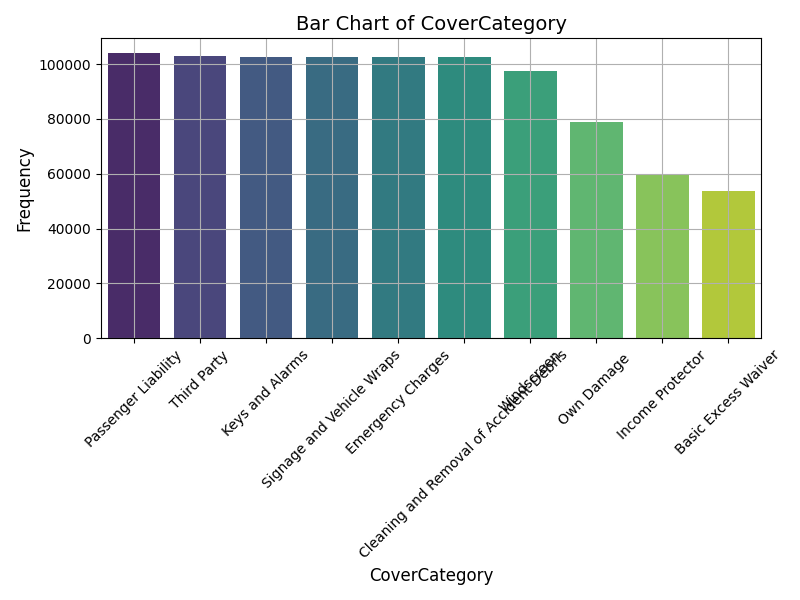 Bar Chart of CoverCategory
Frequency
100000
80000
60000
40000
20000
0
Passenger Liability
Third Party
Keys and Alarms
Signage and Vehicle Wraps
Emergency Charges
Cleaning and Removal of Accident Debris
Windscreen
Own Damage
Income Protector
Basic Excess Waiver
CoverCategory